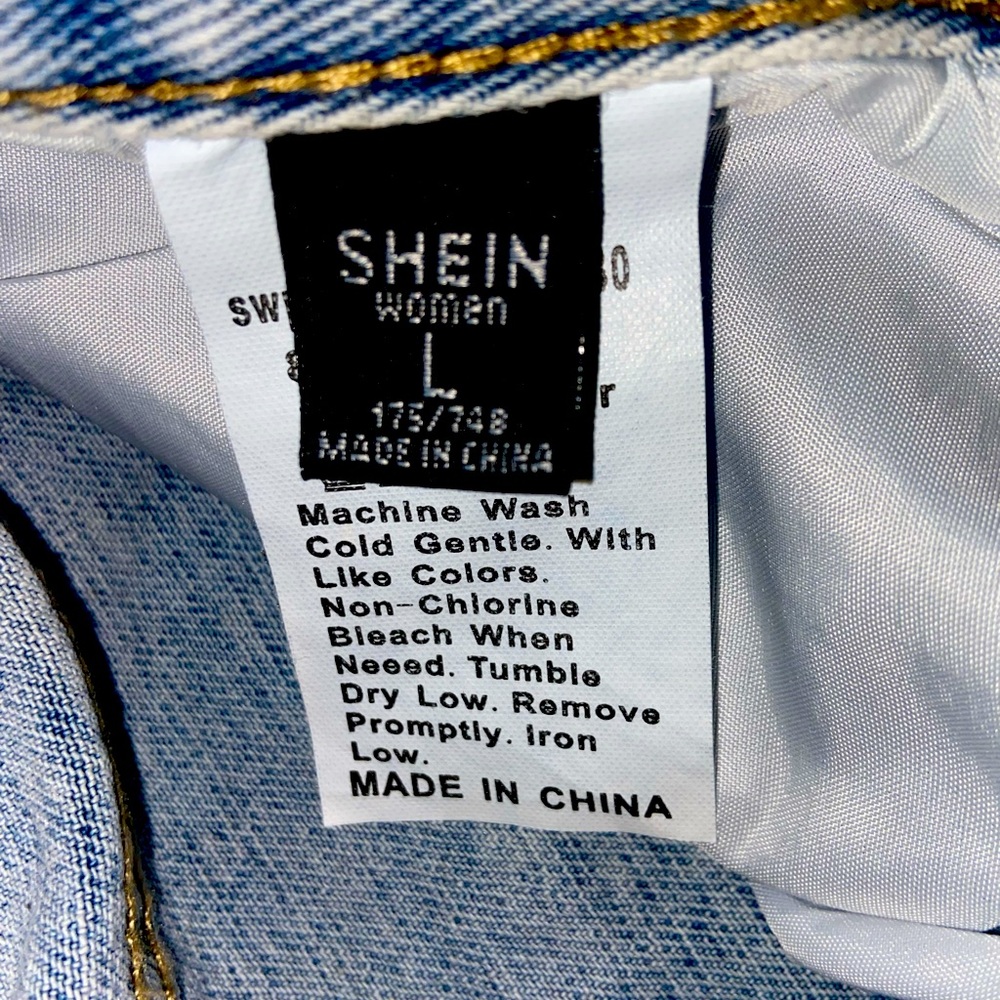 SHEIN
women
L
175/74B
MADE IN CHINA
Machine Wash
Cold Gentle. With
Like Colors.
Non-Chlorine
Bleach When
Neeed. Tumble
Dry Low. Remove
Promptly. Iron
Low.
MADE IN CHINA